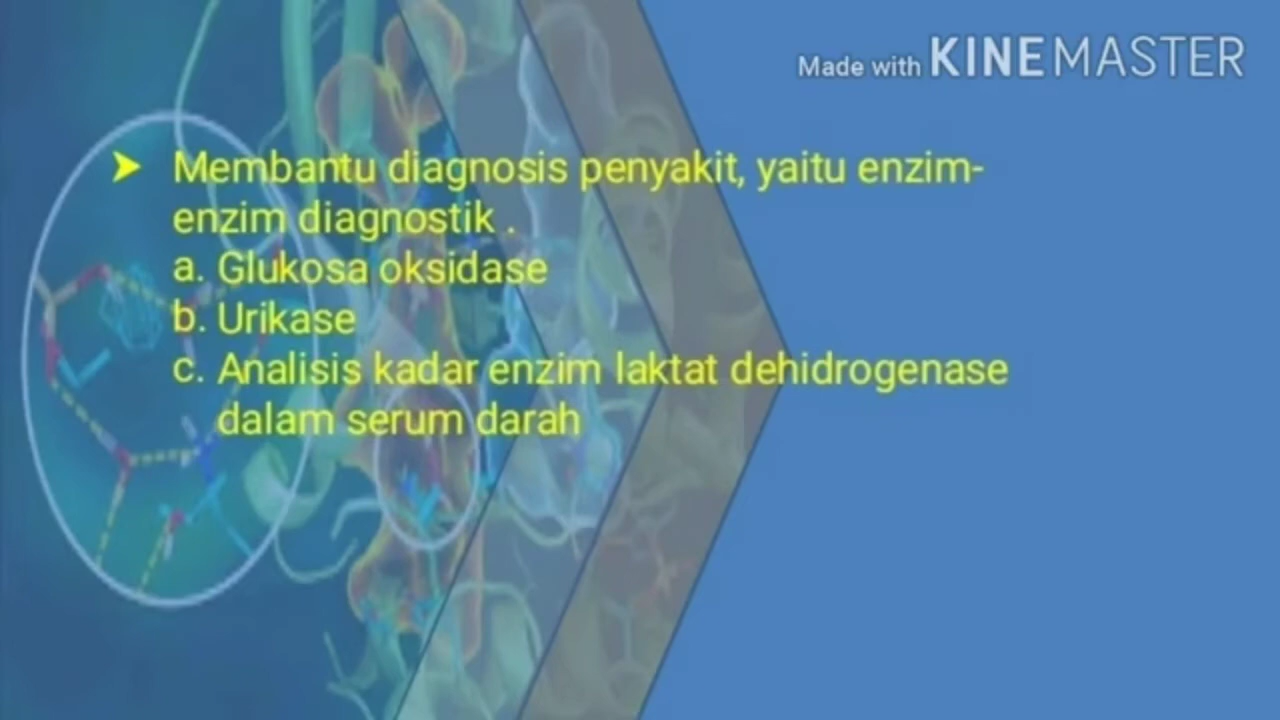 Made with KINEMASTER
➤ Membantu diagnosis penyakit, yaitu enzim-
enzim diagnostik .
a. Glukosa oksidase
b. Urikase
c. Analisis kadar enzim laktat dehidrogenase
dalam serum darah